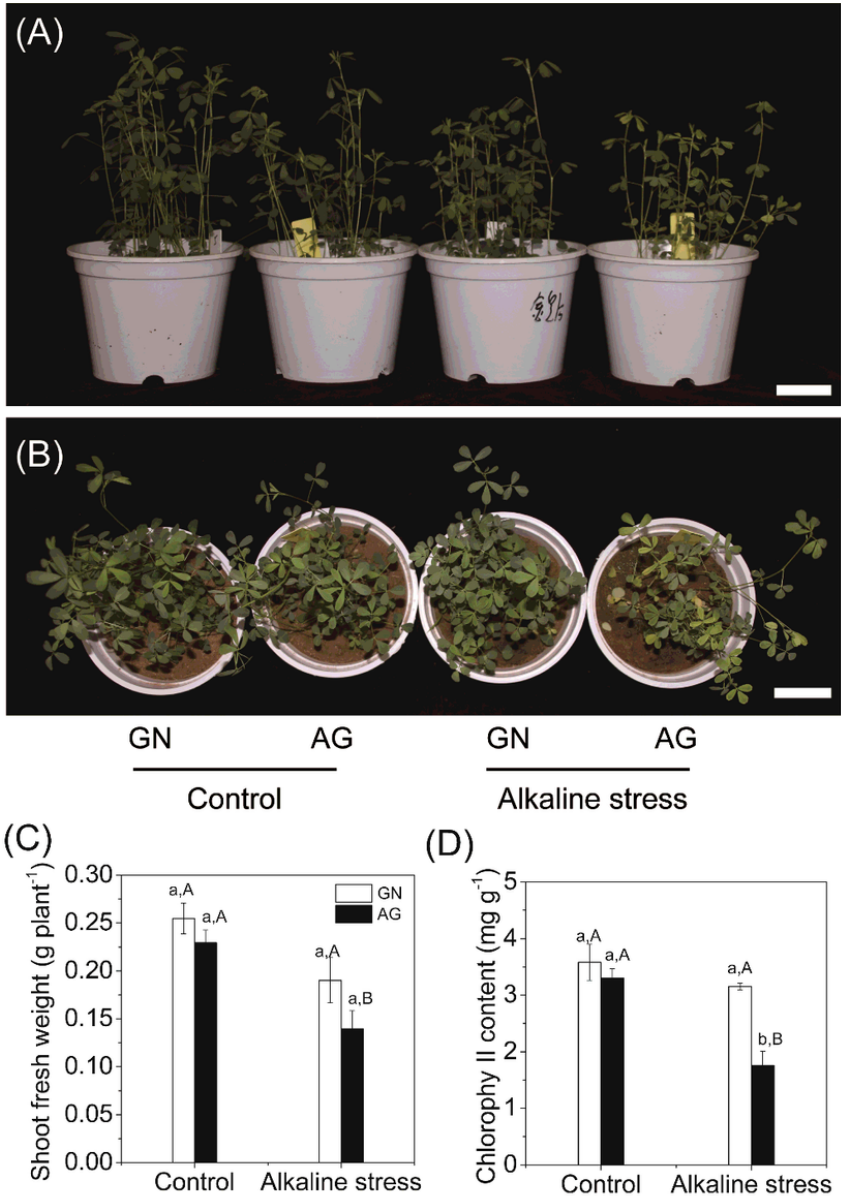 (A)
(B)
GN AG GN AG
Control Alkaline stress
(C)
Shoot fresh weight (g plant-1)
0.30
0.25
0.20
0.15
0.10
0.05
0.00
a,A
a,A
a,A
a,B
GN
AG
Control Alkaline stress
(D)
Chlorophy II content (mg g-1)
5
4
3
2
1
0
a,A
a,A
a,A
b,B
Control Alkaline stress